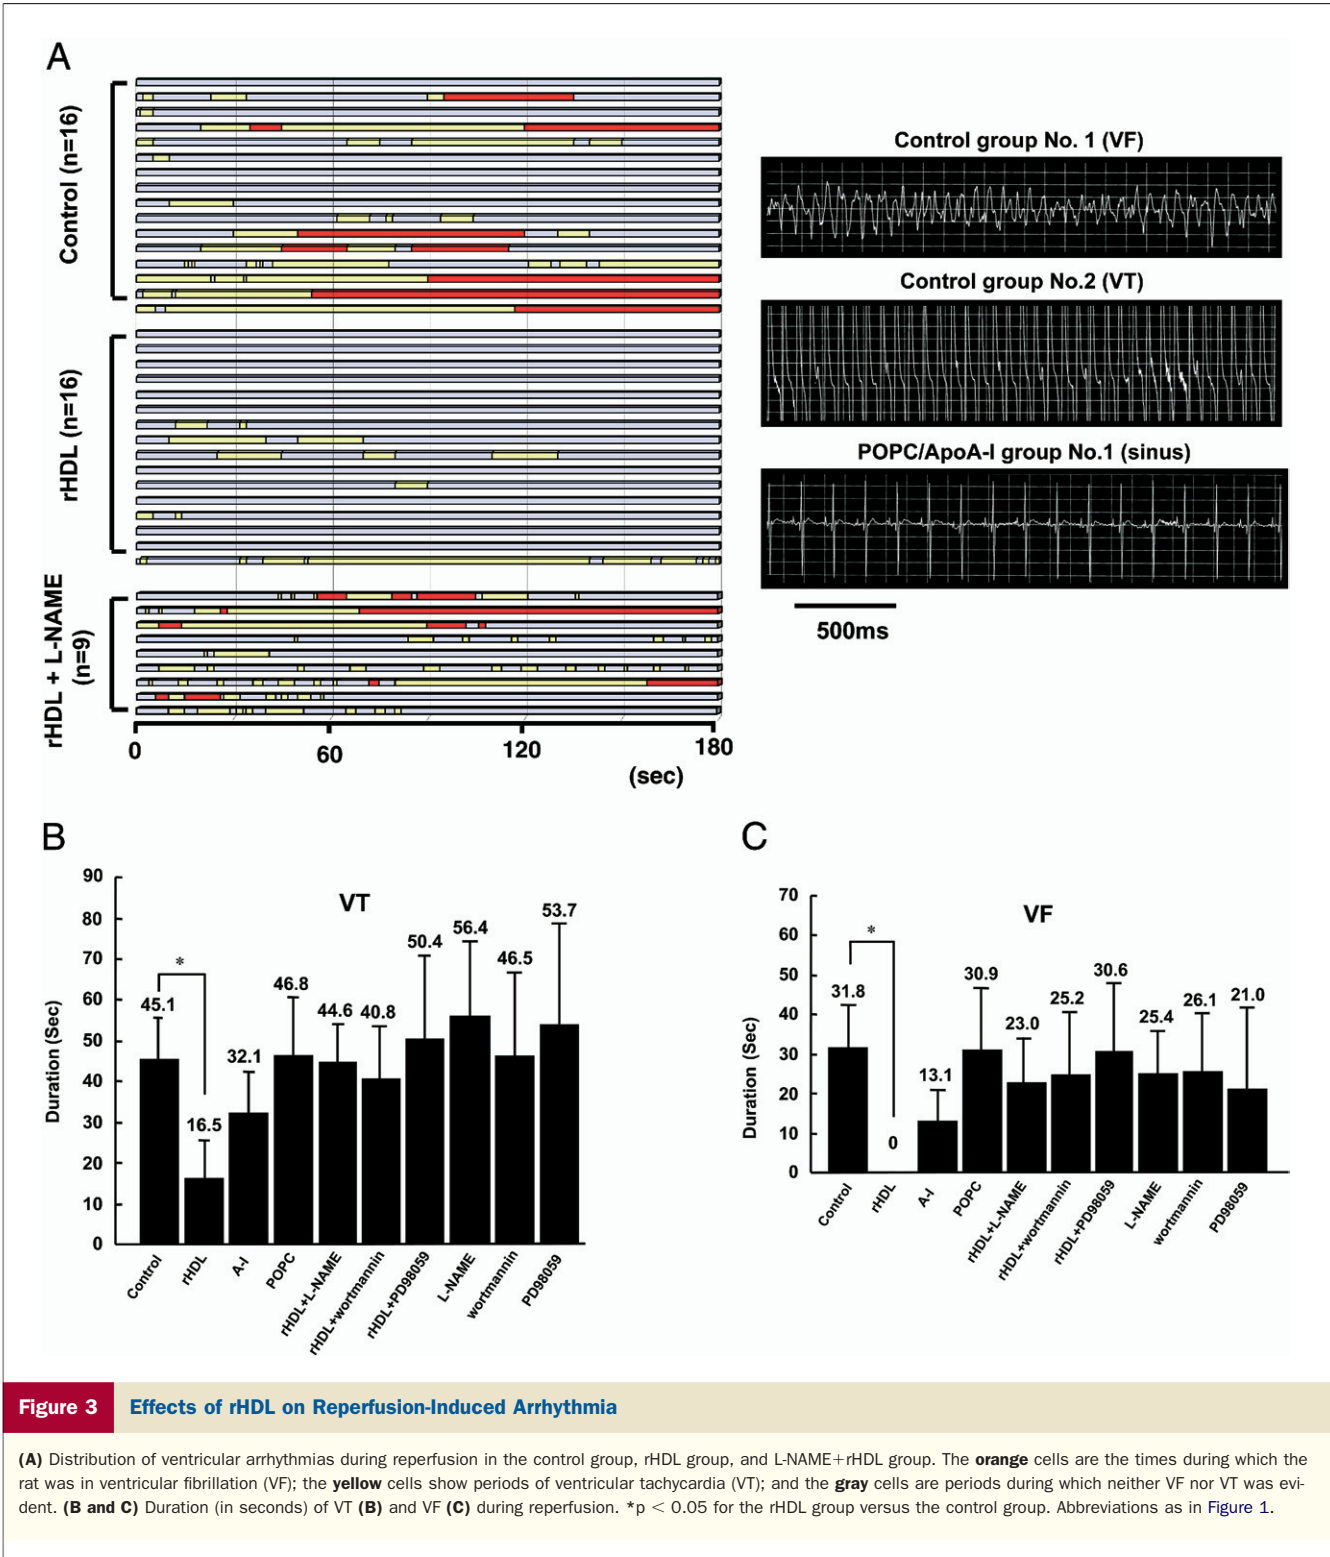 A
Control (n=16)
rHDL (n=16)
rHDL + L-NAME
(n=9)
0
60
120
180
(sec)
Control group No. 1 (VF)
Control group No.2 (VT)
POPC/ApoA-I group No.1 (sinus)
500ms
B
VT
Duration (Sec)
90
80
70
60
50
40
30
20
10
0
*
45.1
16.5
32.1
46.8
44.6
40.8
50.4
56.4
46.5
53.7
Control
rHDL
A-I
POPC
rHDL+L-NAME
rHDL+wortmannin
rHDL+PD98059
L-NAME
wortmannin
PD98059
C
VF
Duration (Sec)
70
60
50
40
30
20
10
0
*
31.8
0
13.1
30.9
23.0
25.2
30.6
25.4
26.1
21.0
Control
rHDL
A-I
POPC
rHDL+L-NAME
rHDL+wortmannin
rHDL+PD98059
L-NAME
wortmannin
PD98059
Figure 3 Effects of rHDL on Reperfusion-Induced Arrhythmia
(A) Distribution of ventricular arrhythmias during reperfusion in the control group, rHDL group, and L-NAME+rHDL group. The orange cells are the times during which the
rat was in ventricular fibrillation (VF); the yellow cells show periods of ventricular tachycardia (VT); and the gray cells are periods during which neither VF nor VT was evi-
dent. (B and C) Duration (in seconds) of VT (B) and VF (C) during reperfusion. *p < 0.05 for the rHDL group versus the control group. Abbreviations as in Figure 1.